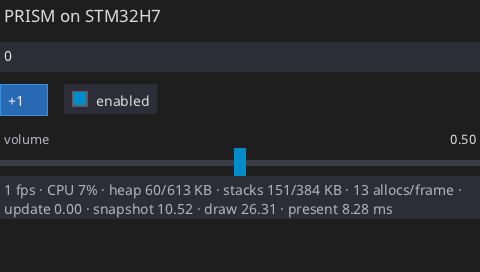 PRISM on STM32H7
0
+1
enabled
volume
0.50
1 fps · CPU 7% · heap 60/613 KB · stacks 151/384 KB · 13 allocs/frame ·
update 0.00 · snapshot 10.52 · draw 26.31 · present 8.28 ms